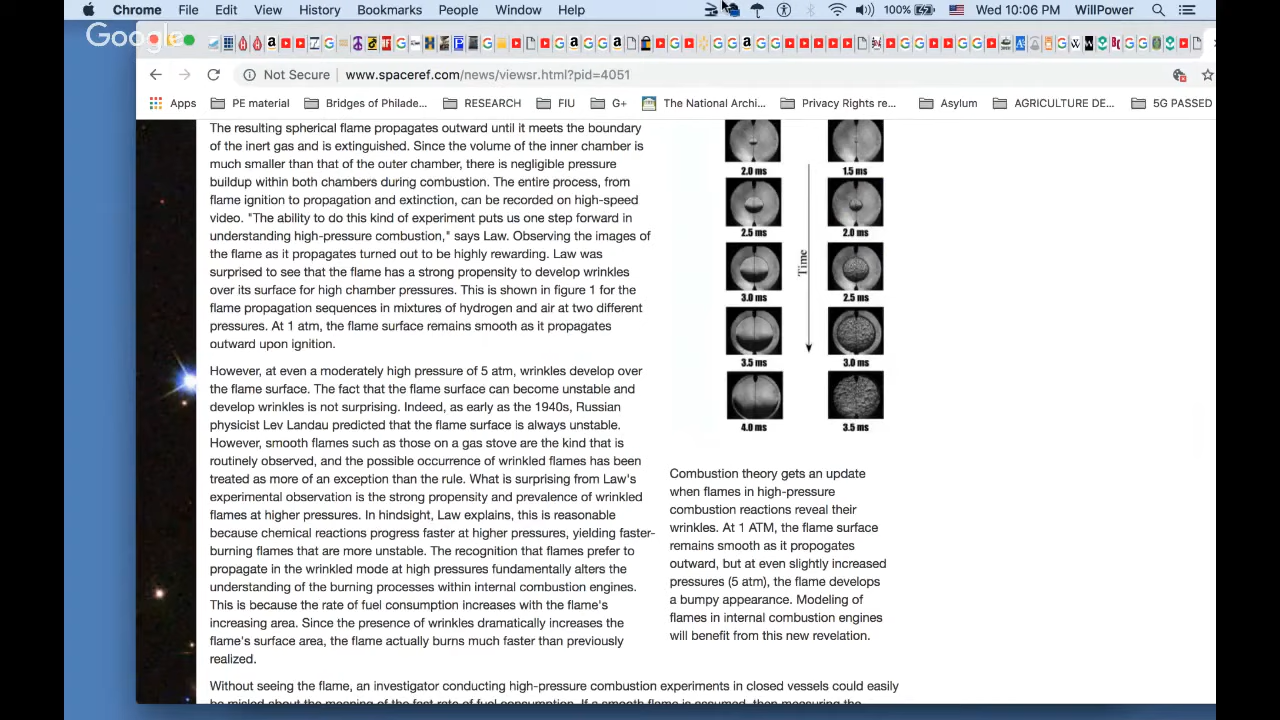 Chrome File Edit View History Bookmarks People Window Help 100% Wed 10:06 PM WillPower
Google
Not Secure www.spaceref.com/news/viewsr.html?pid=4051
Apps PE material Bridges of Philade... RESEARCH FIU G+ The National Archi... Privacy Rights re... Asylum AGRICULTURE DE... 5G PASSED
The resulting spherical flame propagates outward until it meets the boundary
of the inert gas and is extinguished. Since the volume of the inner chamber is
much smaller than that of the outer chamber, there is negligible pressure
buildup within both chambers during combustion. The entire process, from
flame ignition to propagation and extinction, can be recorded on high-speed
video. "The ability to do this kind of experiment puts us one step forward in
understanding high-pressure combustion," says Law. Observing the images of
the flame as it propagates turned out to be highly rewarding. Law was
surprised to see that the flame has a strong propensity to develop wrinkles
over its surface for high chamber pressures. This is shown in figure 1 for the
flame propagation sequences in mixtures of hydrogen and air at two different
pressures. At 1 atm, the flame surface remains smooth as it propagates
outward upon ignition.
However, at even a moderately high pressure of 5 atm, wrinkles develop over
the flame surface. The fact that the flame surface can become unstable and
develop wrinkles is not surprising. Indeed, as early as the 1940s, Russian
physicist Lev Landau predicted that the flame surface is always unstable.
However, smooth flames such as those on a gas stove are the kind that is
routinely observed, and the possible occurrence of wrinkled flames has been
treated as more of an exception than the rule. What is surprising from Law's
experimental observation is the strong propensity and prevalence of wrinkled
flames at higher pressures. In hindsight, Law explains, this is reasonable
because chemical reactions progress faster at higher pressures, yielding faster-
burning flames that are more unstable. The recognition that flames prefer to
propagate in the wrinkled mode at high pressures fundamentally alters the
understanding of the burning processes within internal combustion engines.
This is because the rate of fuel consumption increases with the flame's
increasing area. Since the presence of wrinkles dramatically increases the
flame's surface area, the flame actually burns much faster than previously
realized.
2.0 ms 1.5 ms
2.5 ms 2.0 ms
Time
3.0 ms 2.5 ms
3.5 ms 3.0 ms
4.0 ms 3.5 ms
Combustion theory gets an update
when flames in high-pressure
combustion reactions reveal their
wrinkles. At 1 ATM, the flame surface
remains smooth as it propogates
outward, but at even slightly increased
pressures (5 atm), the flame develops
a bumpy appearance. Modeling of
flames in internal combustion engines
will benefit from this new revelation.
Without seeing the flame, an investigator conducting high-pressure combustion experiments in closed vessels could easily
be misled about the meaning of the fast rate of fuel consumption. If a smooth flame is assumed, then measuring the